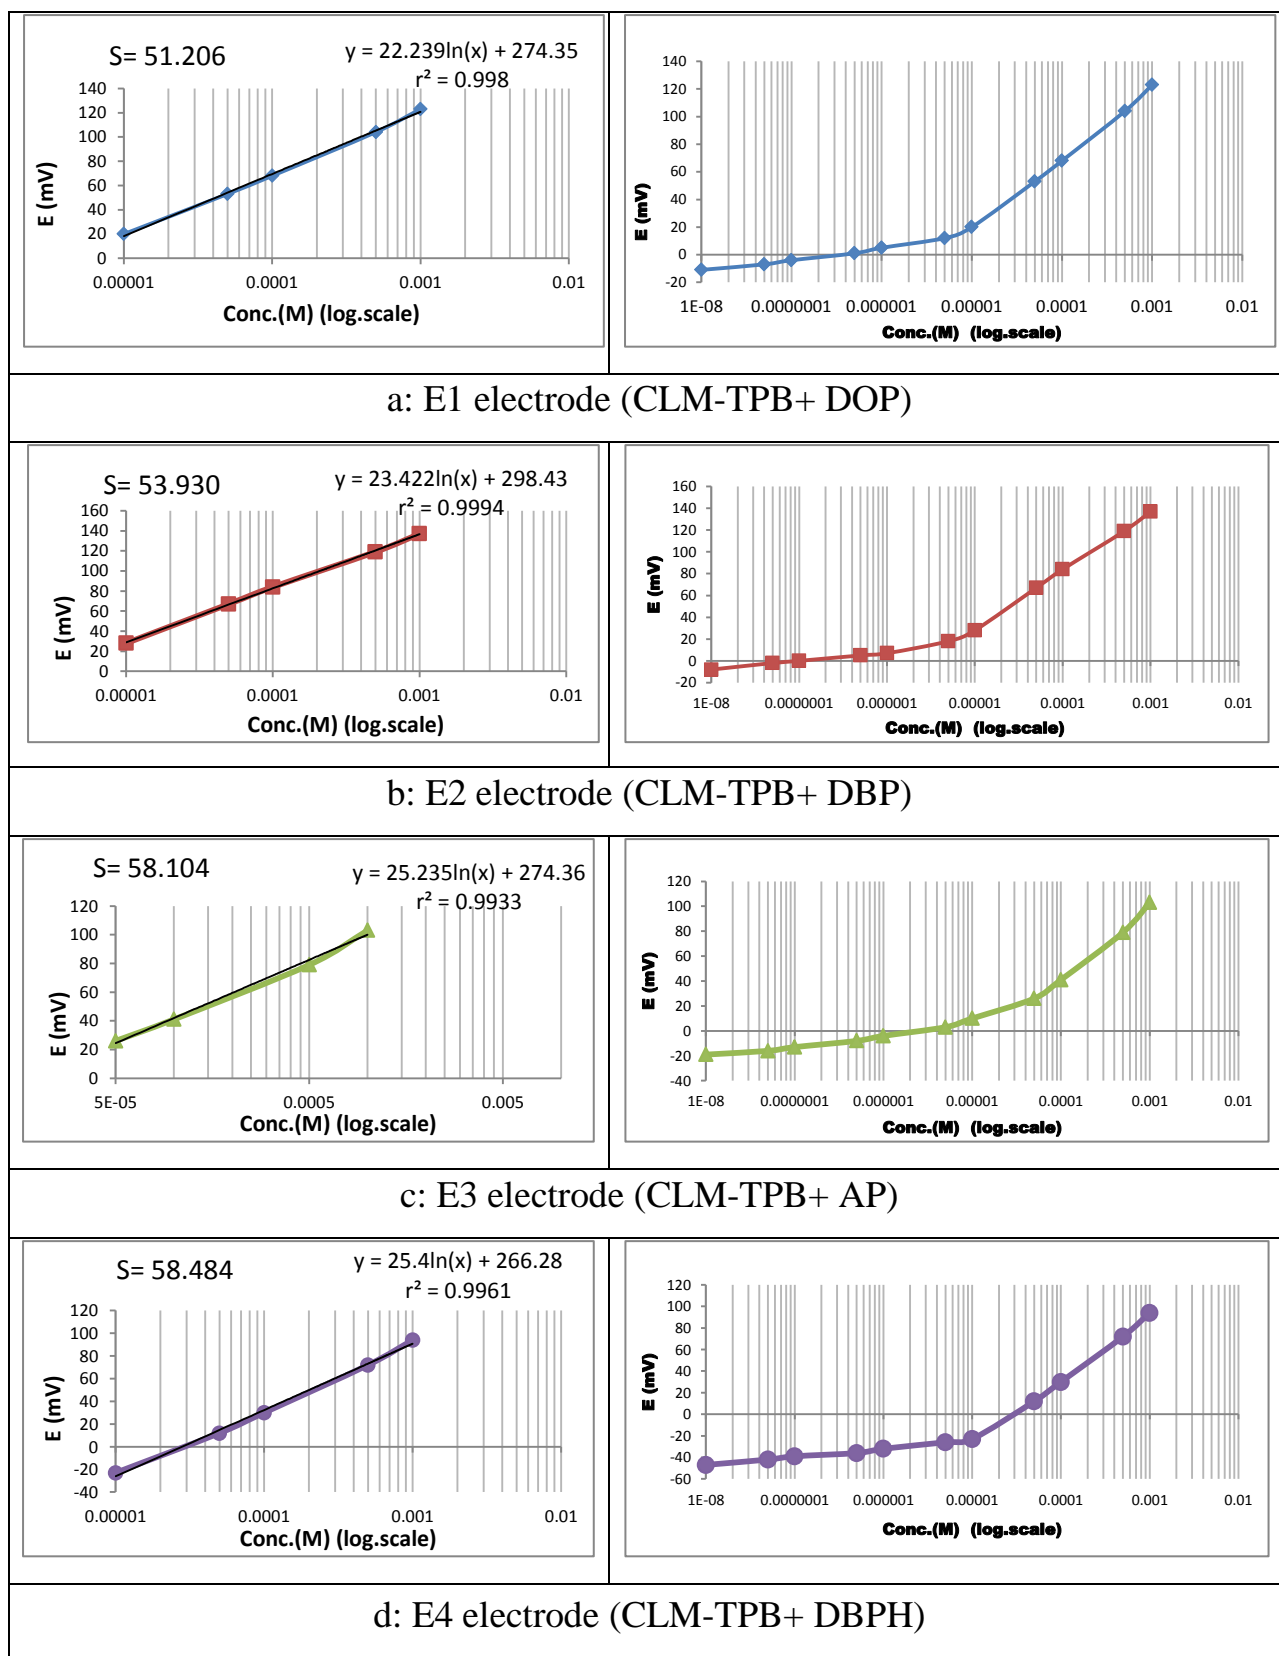 S= 51.206
y = 22.239ln(x) + 274.35
r² = 0.998
140
120
100
80
60
40
20
0
E (mV)
0.00001 0.0001 0.001 0.01
Conc.(M) (log.scale)
140
120
100
80
60
40
20
0
-20
E (mV)
1E-08 0.0000001 0.000001 0.00001 0.0001 0.001 0.01
Conc.(M) (log.scale)
a: E1 electrode (CLM-TPB+ DOP)
S= 53.930
y = 23.422ln(x) + 298.43
r² = 0.9994
160
140
120
100
80
60
40
20
0
E (mV)
0.00001 0.0001 0.001 0.01
Conc.(M) (log.scale)
160
140
120
100
80
60
40
20
0
-20
E (mV)
1E-08 0.0000001 0.000001 0.00001 0.0001 0.001 0.01
Conc.(M) (log.scale)
b: E2 electrode (CLM-TPB+ DBP)
S= 58.104
y = 25.235ln(x) + 274.36
r² = 0.9933
120
100
80
60
40
20
0
E (mV)
5E-05 0.0005 0.005
Conc.(M) (log.scale)
120
100
80
60
40
20
0
-20
-40
E (mV)
1E-08 0.0000001 0.000001 0.00001 0.0001 0.001 0.01
Conc.(M) (log.scale)
c: E3 electrode (CLM-TPB+ AP)
S= 58.484
y = 25.4ln(x) + 266.28
r² = 0.9961
120
100
80
60
40
20
0
-20
-40
E (mV)
0.00001 0.0001 0.001 0.01
Conc.(M) (log.scale)
120
100
80
60
40
20
0
-20
-40
-60
E (mV)
1E-08 0.0000001 0.000001 0.00001 0.0001 0.001 0.01
Conc.(M) (log.scale)
d: E4 electrode (CLM-TPB+ DBPH)